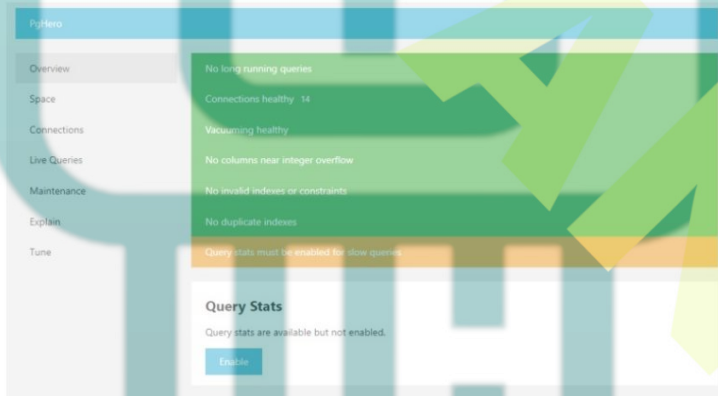 PgHero
Overview
Space
Connections
Live Queries
Maintenance
Explain
Tune
No long running queries
Connections healthy 14
Vacuuming healthy
No columns near integer overflow
No invalid indexes or constraints
No duplicate indexes
Query stats must be enabled for slow queries
Query Stats
Query stats are available but not enabled.
Enable